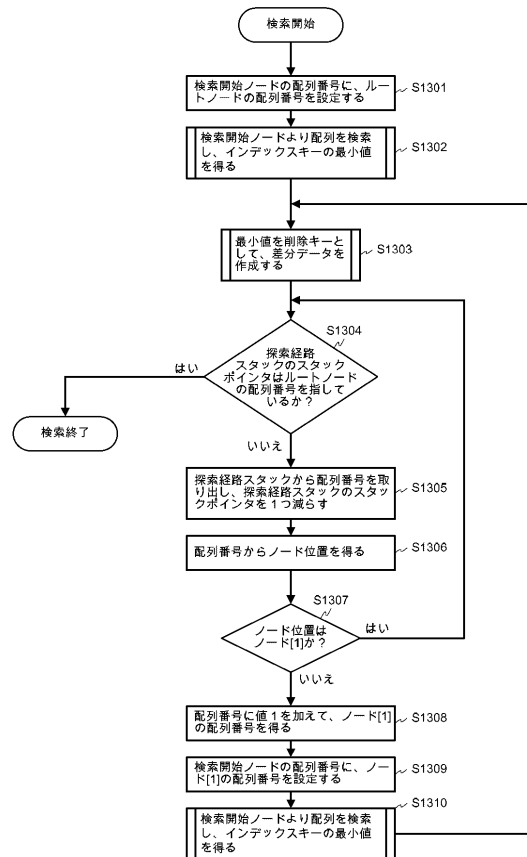 検索開始
検索開始ノードの配列番号に、ルー
トノードの配列番号を設定する
S1301
検索開始ノードより配列を検索
し、インデックスキーの最小値
を得る
S1302
最小値を削除キーと
して、差分データを
作成する
S1303
S1304
探索経路
スタックのスタック
ポインタはルートノード
の配列番号を指して
いるか？
はい
検索終了
いいえ
探索経路スタックから配列番号を取
り出し、探索経路スタックのスタッ
クポインタを１つ減らす
S1305
配列番号からノード位置を得る
S1306
S1307
ノード位置は
ノード[1]か？
はい
いいえ
配列番号に値１を加えて、ノード[1]
の配列番号を得る
S1308
検索開始ノードの配列番号に、ノー
ド[1]の配列番号を設定する
S1309
S1310
検索開始ノードより配列を検索
し、インデックスキーの最小値
を得る